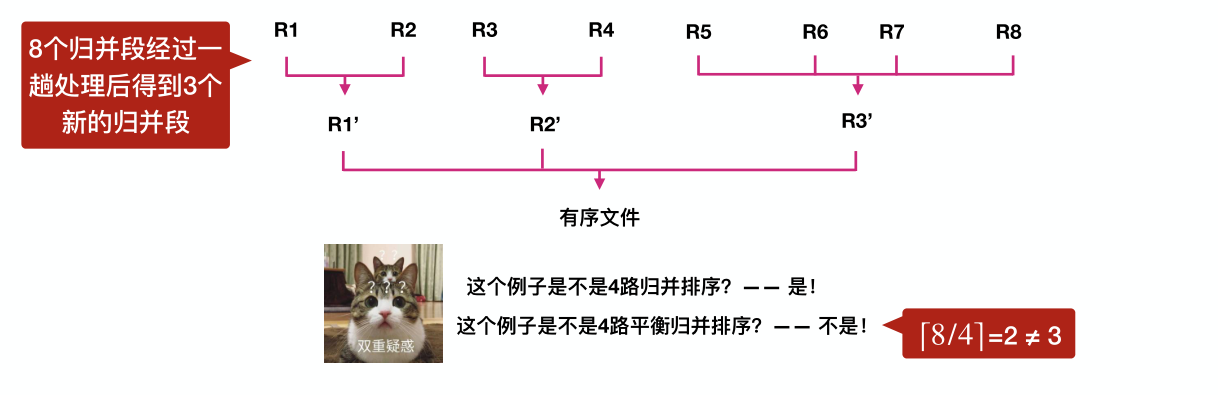 8个归并段经过一
趟处理后得到3个
新的归并段
R1 R2 R3 R4 R5 R6 R7 R8
R1’ R2’ R3’
有序文件
? ? ?
? ? ?
双重疑惑
这个例子是不是4路归并排序？—— 是！
这个例子是不是4路平衡归并排序？—— 不是！
⌈8/4⌉=2 ≠ 3